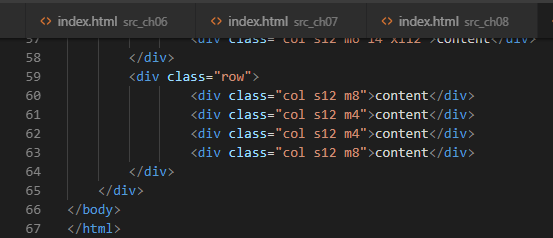 <> index.html src_ch06 <> index.html src_ch07 <> index.html src_ch08
57 <div class="col s12 m6 l4 xl12">content</div>
58 </div>
59 <div class="row">
60 <div class="col s12 m8">content</div>
61 <div class="col s12 m4">content</div>
62 <div class="col s12 m4">content</div>
63 <div class="col s12 m8">content</div>
64 </div>
65 </div>
66 </body>
67 </html>